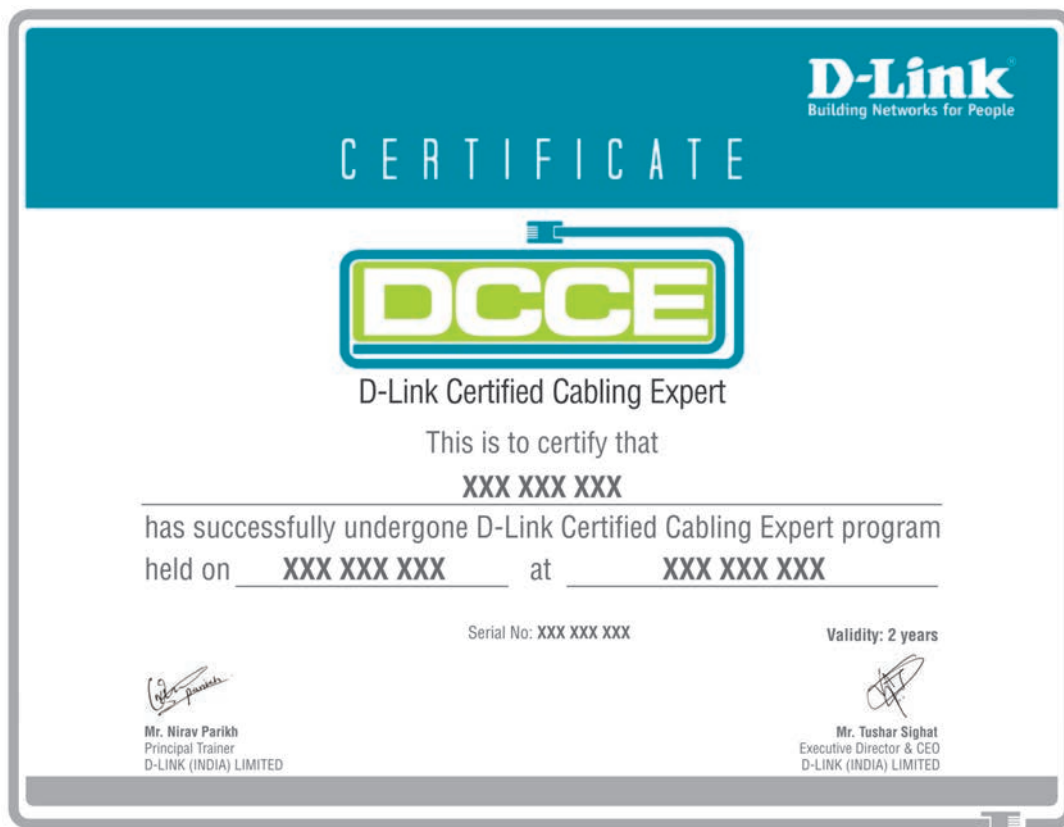 D-Link
Building Networks for People
CERTIFICATE
DCCE
D-Link Certified Cabling Expert
This is to certify that
XXX XXX XXX
has successfully undergone D-Link Certified Cabling Expert program
held on XXX XXX XXX at XXX XXX XXX
Serial No: XXX XXX XXX
Validity: 2 years
Mr. Nirav Parikh
Principal Trainer
D-LINK (INDIA) LIMITED
Mr. Tushar Sighat
Executive Director & CEO
D-LINK (INDIA) LIMITED